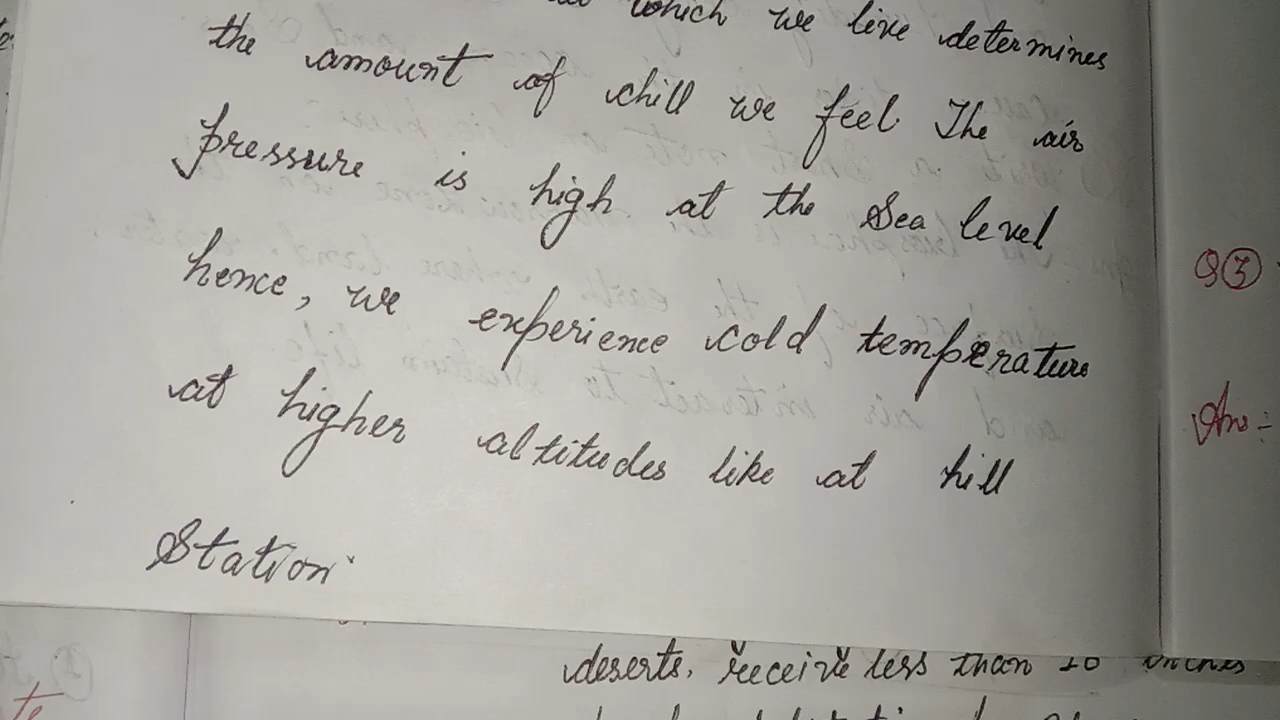 which we live determines
the amount of chill we feel The air
pressure is high at the Sea level
hence, we experience cold temperature
at higher altitudes like at hill
Station.
Q3
Ans:-
deserts, receive less than 10 inches